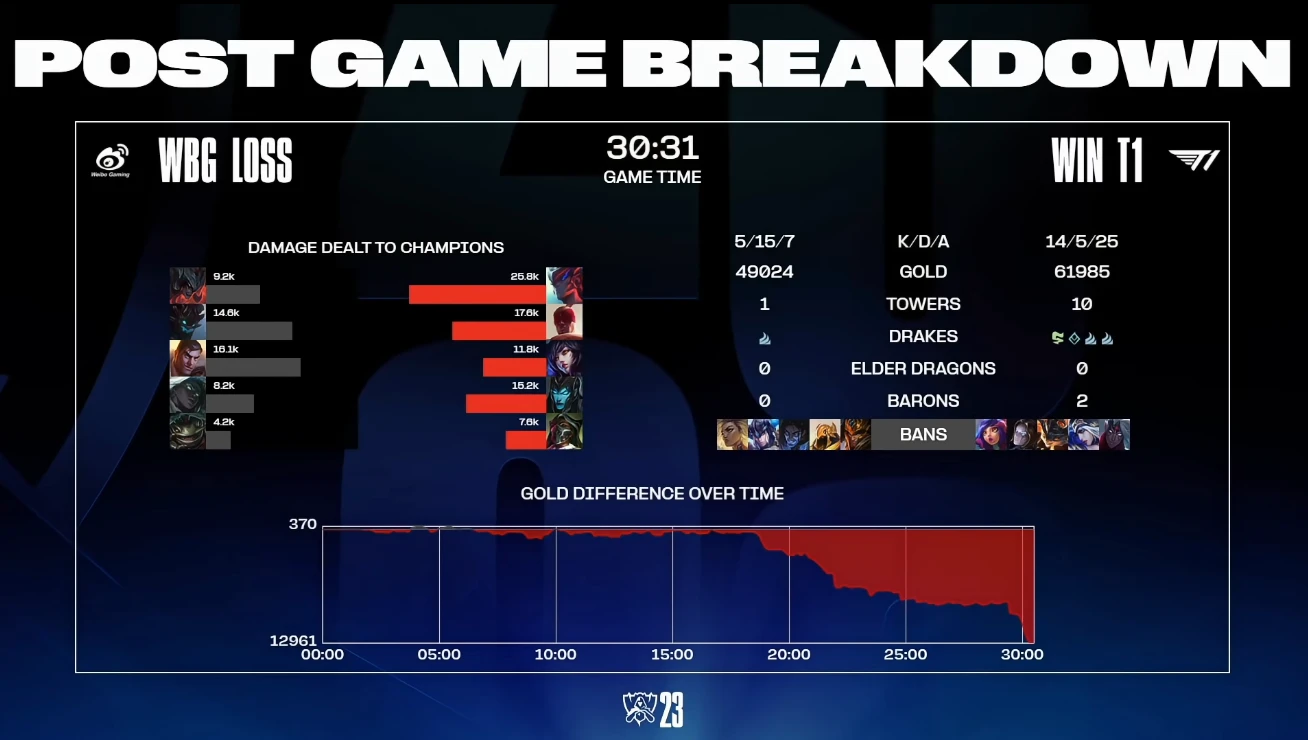 POST GAME BREAKDOWN
Weibo Gaming
WBG LOSS
30:31
GAME TIME
WIN T1
T1
DAMAGE DEALT TO CHAMPIONS
9.2k 25.8k
14.6k 17.6k
16.1k 11.8k
8.2k 15.2k
4.2k 7.6k
5/15/7 K/D/A 14/5/25
49024 GOLD 61985
1 TOWERS 10
DRAKES
0 ELDER DRAGONS 0
0 BARONS 2
BANS
GOLD DIFFERENCE OVER TIME
370
12961
00:00 05:00 10:00 15:00 20:00 25:00 30:00
23